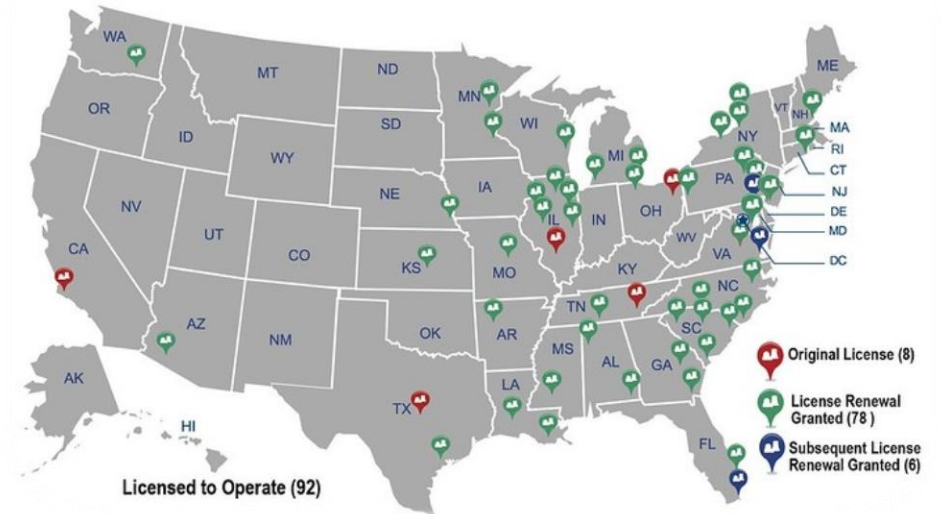 WA
MT
ND
MN
ME
OR
ID
SD
WI
VT
NH
MA
WY
MI
NY
RI
CT
IA
PA
NE
NJ
NV
OH
IL
IN
DE
UT
MD
CO
WV
CA
KS
MO
VA
DC
KY
NC
TN
AZ
OK
AR
SC
NM
MS
AL
GA
LA
AK
TX
HI
FL
Original License (8)
License Renewal
Granted (78 )
Subsequent License
Renewal Granted (6)
Licensed to Operate (92)